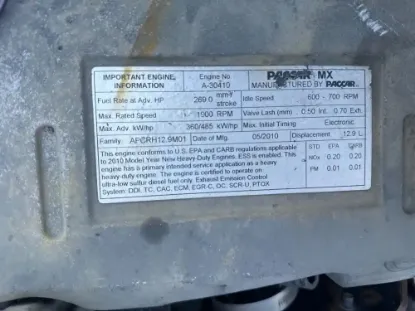 IMPORTANT ENGINE INFORMATION
Engine No A-30410
PACCAR MX
MANUFACTURED BY PACCAR
Fuel Rate at Adv. HP 269.0 mm³/stroke
Idle Speed 600 - 700 RPM
Max. Rated Speed 1900 RPM
Valve Lash (mm) 0.50 Int. 0.70 Exh.
Max. Adv kW/hp 360/485 kW/hp
Max. Initial Timing Electronic
Family: APCRH12.9M01
Date of Mfg. 05/2010
Displacement 12.9 L
This engine conforms to U.S. EPA and CARB regulations applicable
to 2010 Model Year New Heavy-Duty Engines. ESS is enabled. This
engine has a primary intended service application as a heavy
heavy-duty engine. The engine is certified to operate on
ultra-low sulfur diesel fuel only. Exhaust Emission Control
System: DDI, TC, CAC, ECM, EGR-C, OC, SCR-U, PTOX
STD EPA CARB
NOx 0.20 0.20
PM 0.01 0.01